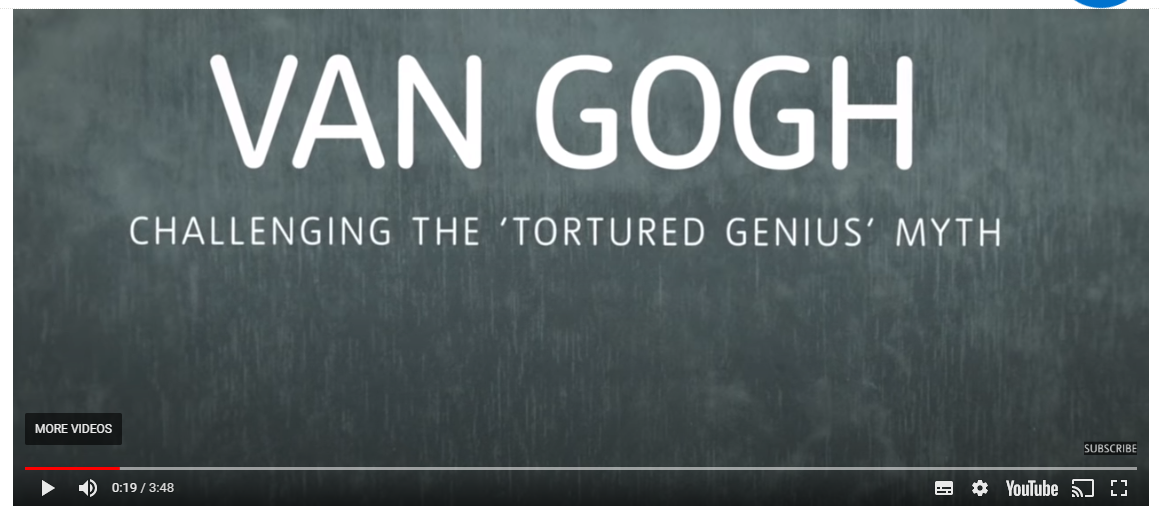 VAN GOGH
CHALLENGING THE ‘TORTURED GENIUS’ MYTH
MORE VIDEOS
SUBSCRIBE
0:19 / 3:48
YouTube